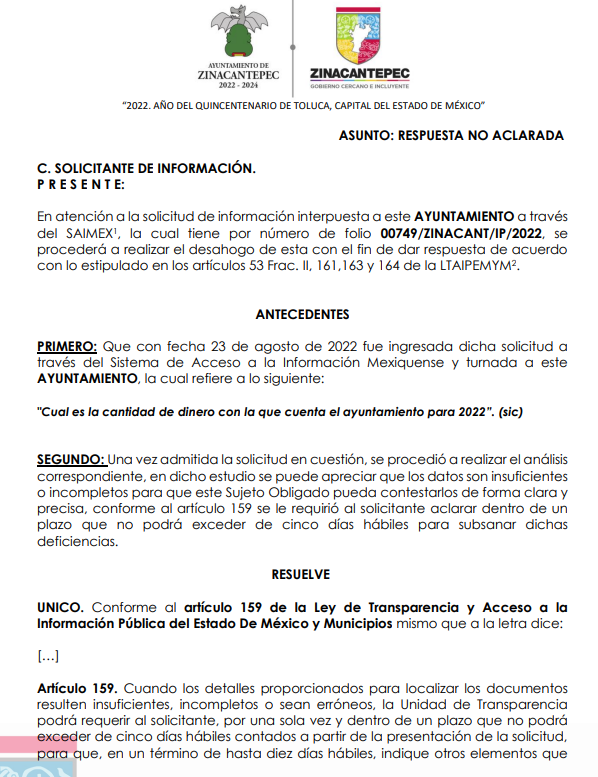 AYUNTAMIENTO DE
ZINACANTEPEC
2022 - 2024
ZINACANTEPEC
GOBIERNO CERCANO E INCLUYENTE
"2022. AÑO DEL QUINCENTENARIO DE TOLUCA, CAPITAL DEL ESTADO DE MÉXICO"
ASUNTO: RESPUESTA NO ACLARADA
C. SOLICITANTE DE INFORMACIÓN.
P R E S E N T E:
En atención a la solicitud de información interpuesta a este AYUNTAMIENTO a través
del SAIMEX¹, la cual tiene por número de folio 00749/ZINACANT/IP/2022, se
procederá a realizar el desahogo de esta con el fin de dar respuesta de acuerdo
con lo estipulado en los artículos 53 Frac. II, 161,163 y 164 de la LTAIPEMYM².
ANTECEDENTES
PRIMERO: Que con fecha 23 de agosto de 2022 fue ingresada dicha solicitud a
través del Sistema de Acceso a la Información Mexiquense y turnada a este
AYUNTAMIENTO, la cual refiere a lo siguiente:
"Cual es la cantidad de dinero con la que cuenta el ayuntamiento para 2022". (sic)
SEGUNDO: Una vez admitida la solicitud en cuestión, se procedió a realizar el análisis
correspondiente, en dicho estudio se puede apreciar que los datos son insuficientes
o incompletos para que este Sujeto Obligado pueda contestarlos de forma clara y
precisa, conforme al artículo 159 se le requirió al solicitante aclarar dentro de un
plazo que no podrá exceder de cinco días hábiles para subsanar dichas
deficiencias.
RESUELVE
UNICO. Conforme al artículo 159 de la Ley de Transparencia y Acceso a la
Información Pública del Estado De México y Municipios mismo que a la letra dice:
[…]
Artículo 159. Cuando los detalles proporcionados para localizar los documentos
resulten insuficientes, incompletos o sean erróneos, la Unidad de Transparencia
podrá requerir al solicitante, por una sola vez y dentro de un plazo que no podrá
exceder de cinco días hábiles contados a partir de la presentación de la solicitud,
para que, en un término de hasta diez días hábiles, indique otros elementos que